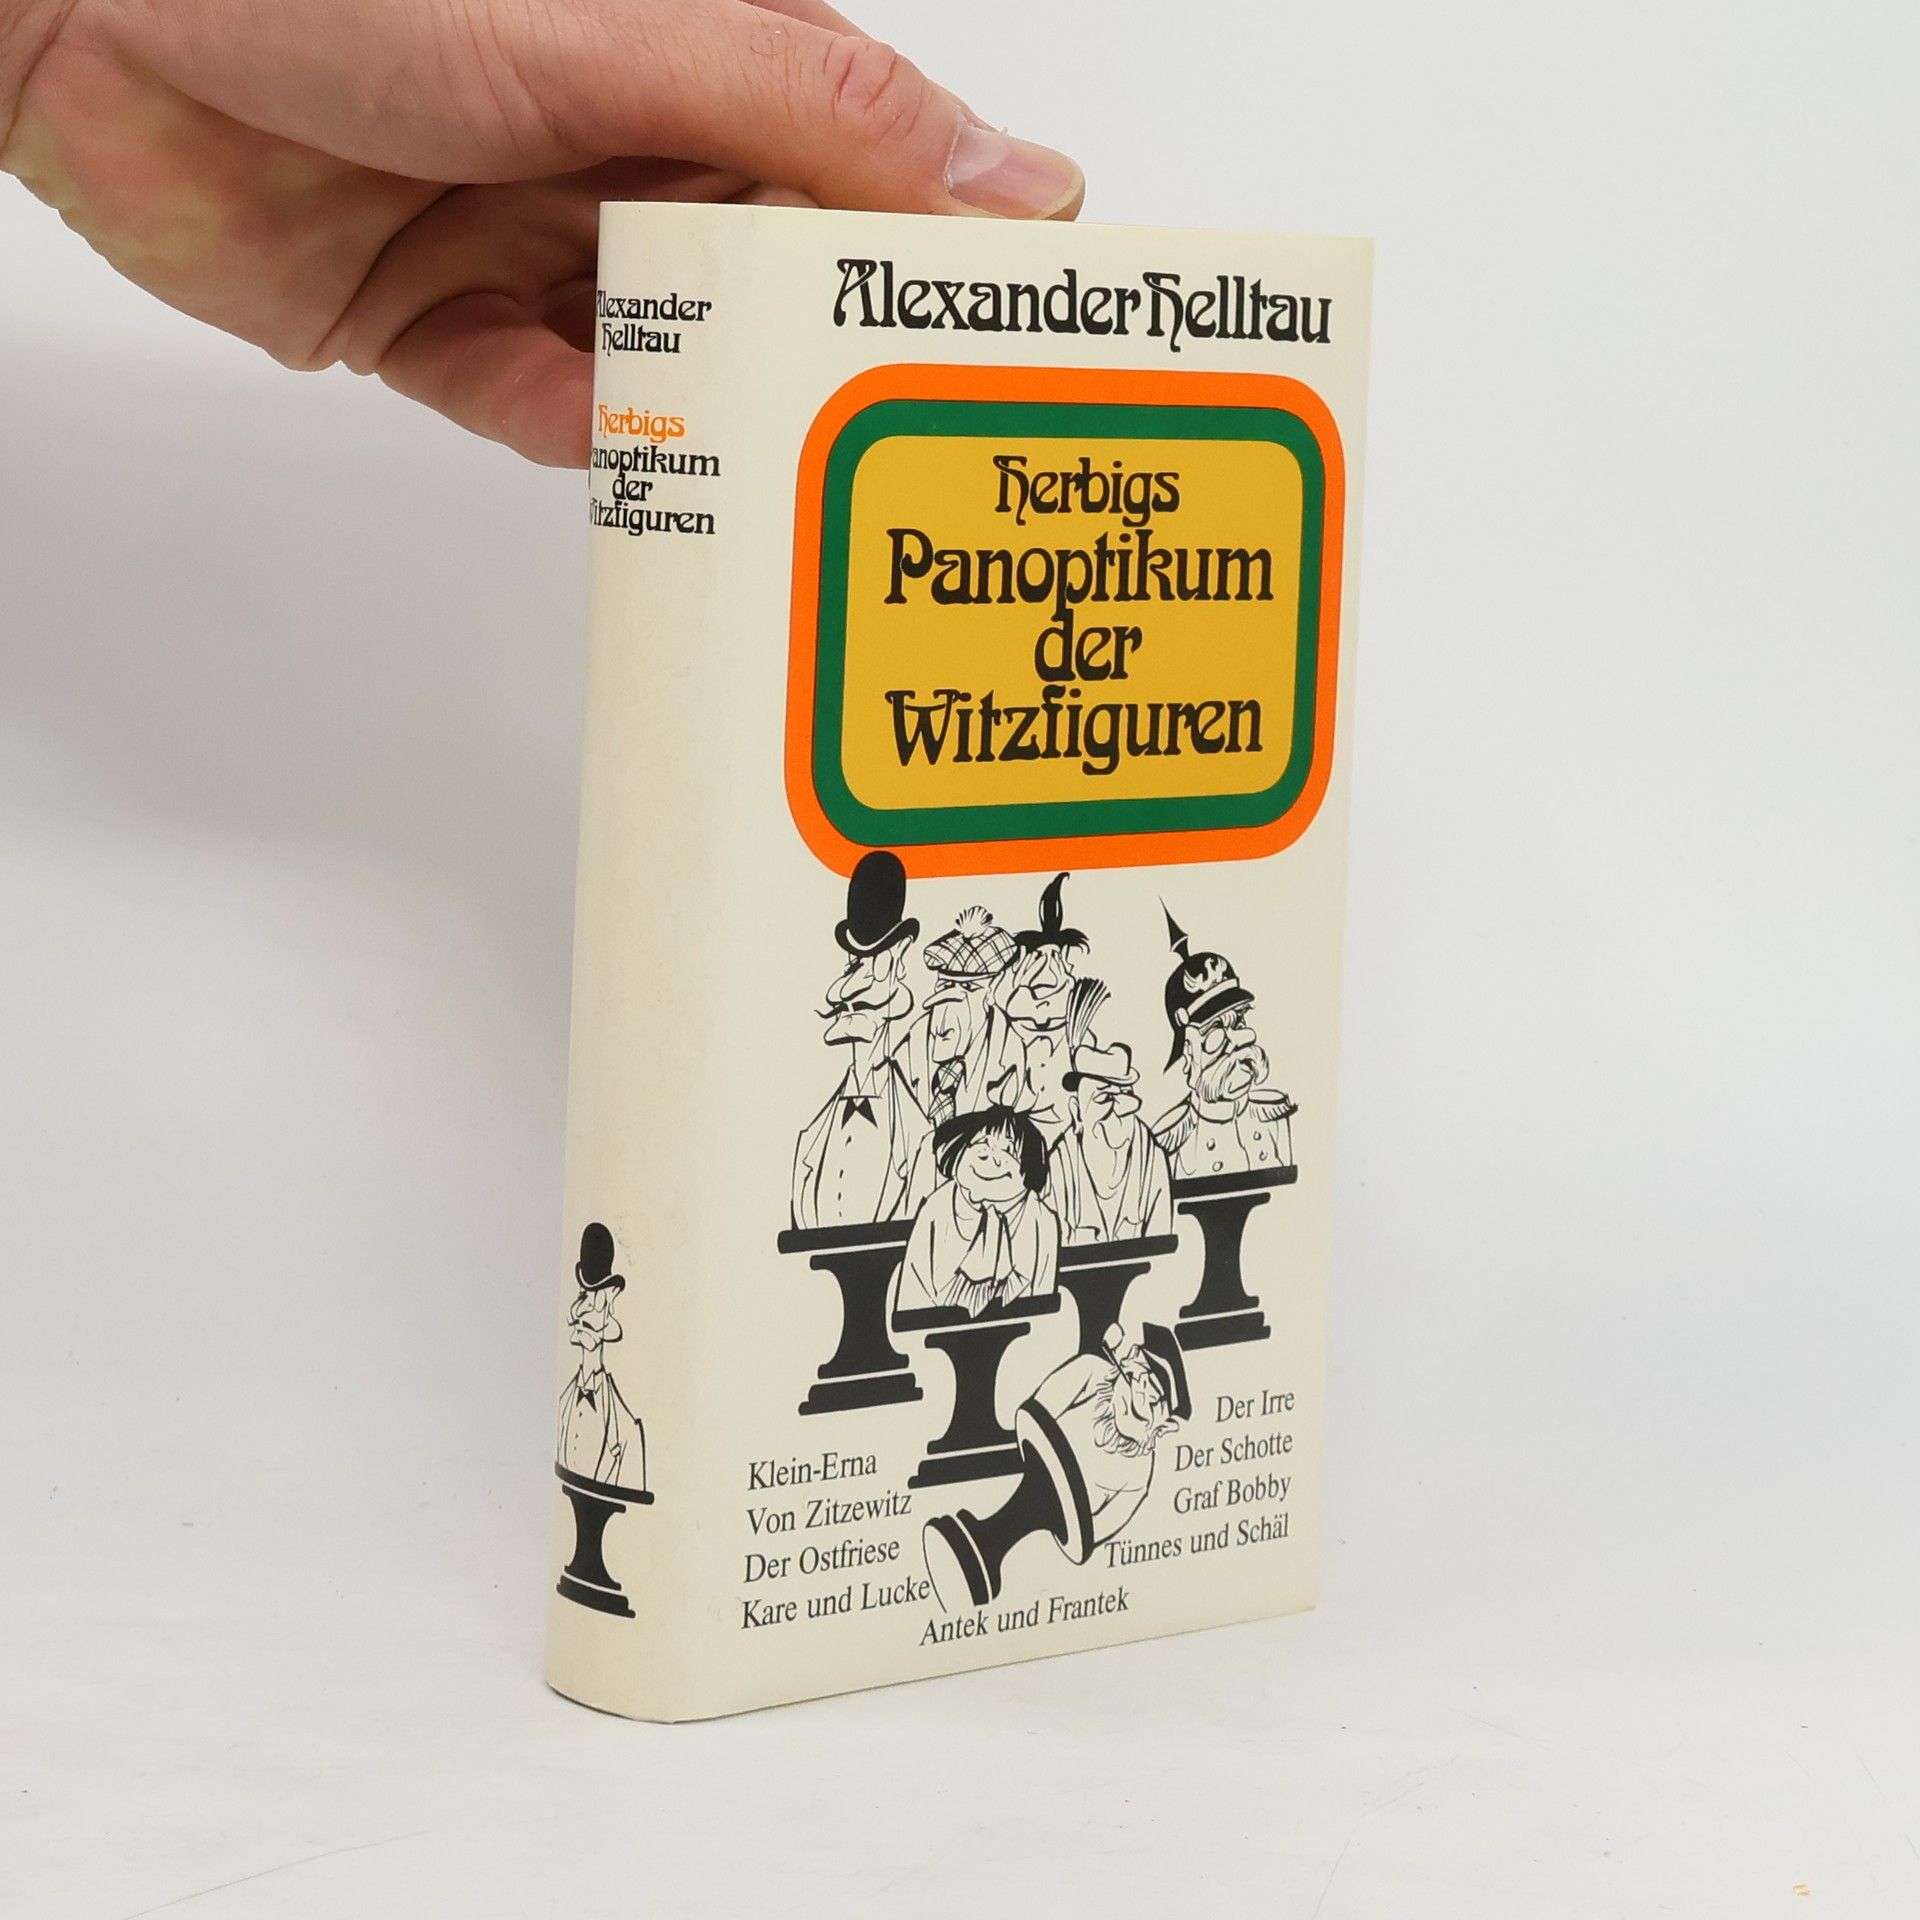 Alexander
Helltau
Herbigs
Panoptikum
der
Witzfiguren
Alexander Helltau
Herbigs
Panoptikum
der
Witzfiguren
Klein-Erna
Von Zitzewitz
Der Ostfriese
Kare und Lucke
Antek und Frantek
Der Irre
Der Schotte
Graf Bobby
Tünnes und Schäl